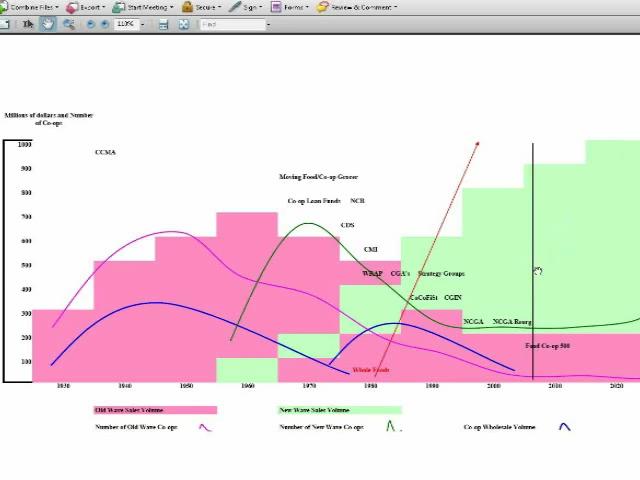 Combine Files Export Start Meeting Secure Sign Forms Review & Comment
110% Find
Millions of dollars and Number
of Co-ops
1000
CCMA
900
Moving Food/Co-op Grocer
800
Co-op Loan Funds NCB
700
CDS
600
CMI
500
WRAP CGA's Strategy Groups
400
CoCoFiSt CGIN
300
NCGA NCGA Reorg
200
Food Co-op 500
100
Whole Foods
1930 1940 1950 1960 1970 1980 1990 2000 2010 2020
Old Wave Sales Volume New Wave Sales Volume
Number of Old Wave Co-ops Number of New Wave Co-ops Co-op Wholesale Volume